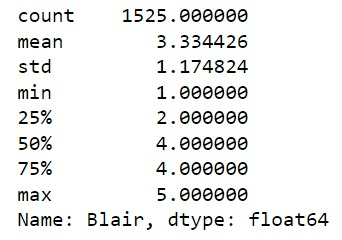 count    1525.000000
mean        3.334426
std         1.174824
min         1.000000
25%         2.000000
50%         4.000000
75%         4.000000
max         5.000000
Name: Blair, dtype: float64